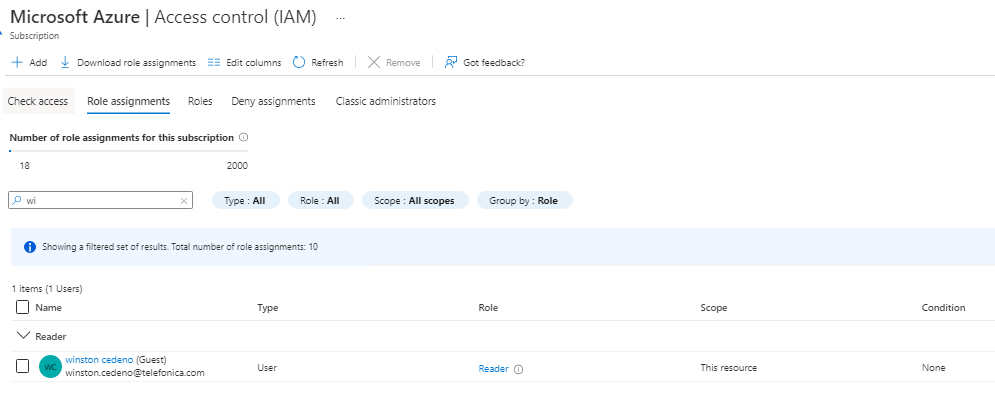 Microsoft Azure | Access control (IAM) ...
Subscription
Add Download role assignments Edit columns Refresh Remove Got feedback?
Check access Role assignments Roles Deny assignments Classic administrators
Number of role assignments for this subscription
18 2000
wi Type : All Role : All Scope : All scopes Group by : Role
Showing a filtered set of results. Total number of role assignments: 10
1 items (1 Users)
Name Type Role Scope Condition
Reader
WC winston cedeno (Guest)
winston.cedeno@telefonica.com User Reader This resource None